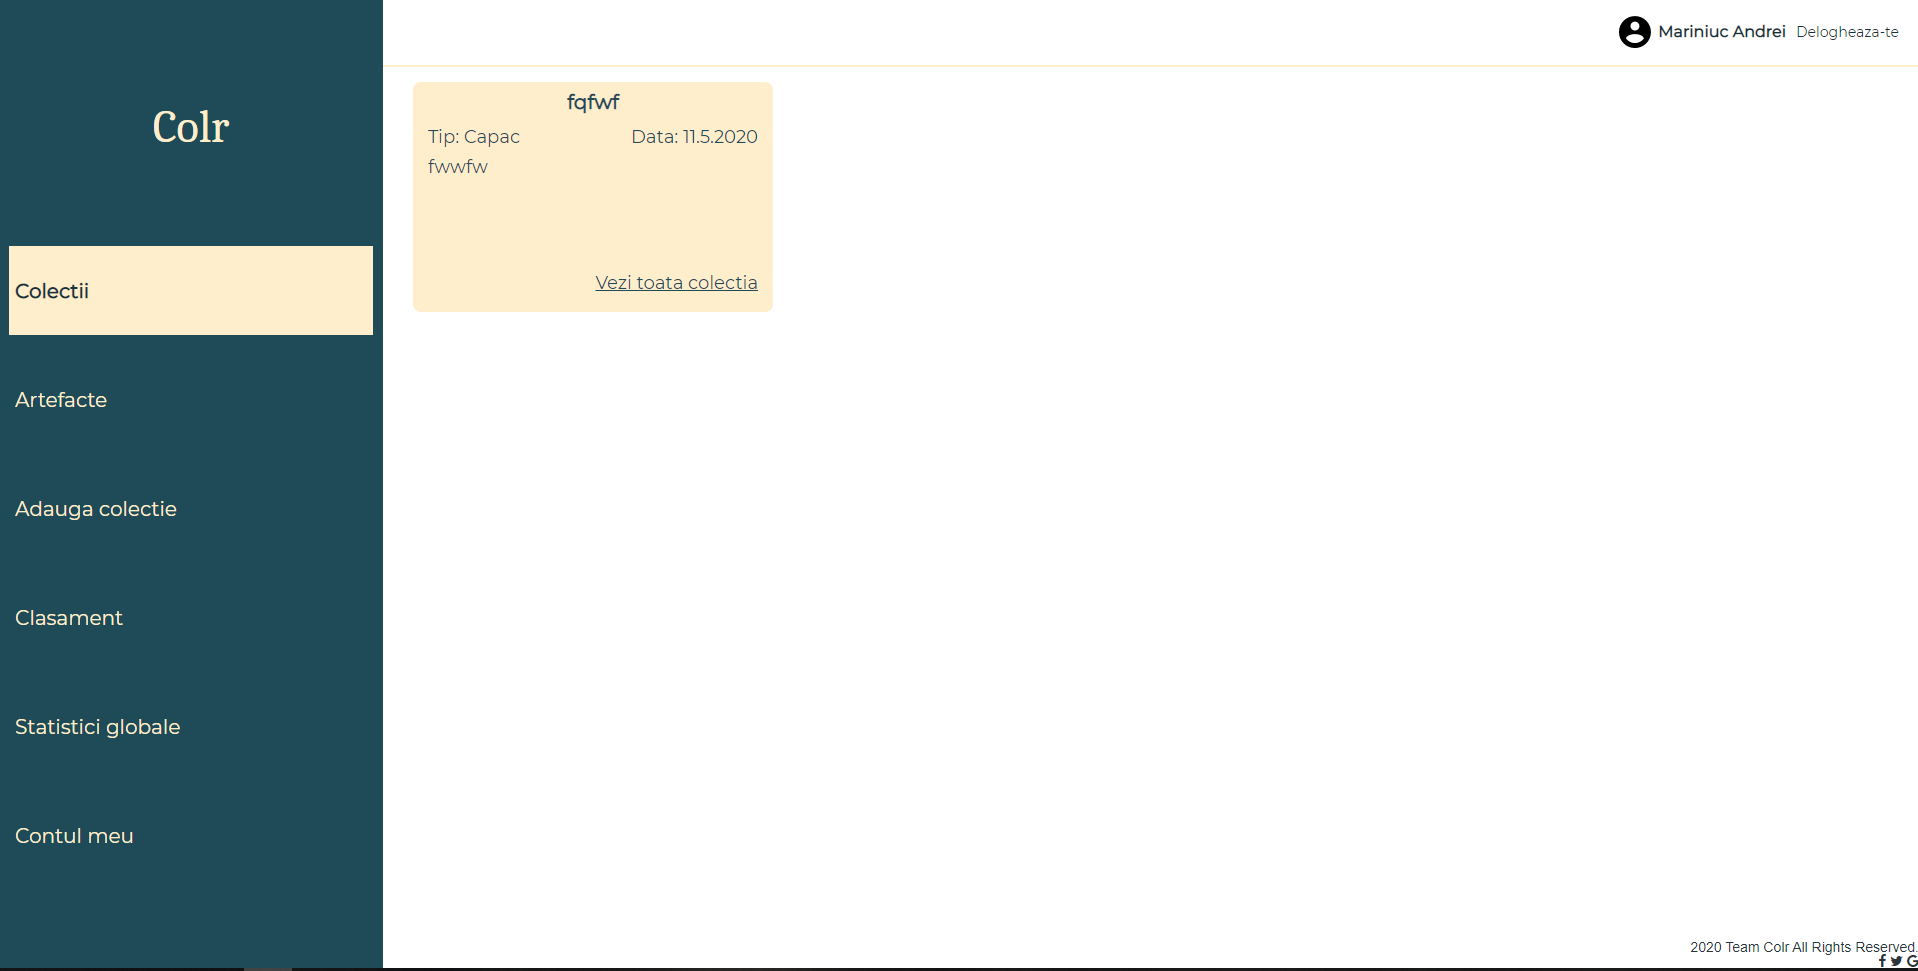 Colr
Colectii
Artefacte
Adauga colectie
Clasament
Statistici globale
Contul meu
Mariniuc Andrei Delogheaza-te
fqfwf
Tip: Capac Data: 11.5.2020
fwwfw
Vezi toata colectia
2020 Team Colr All Rights Reserved.